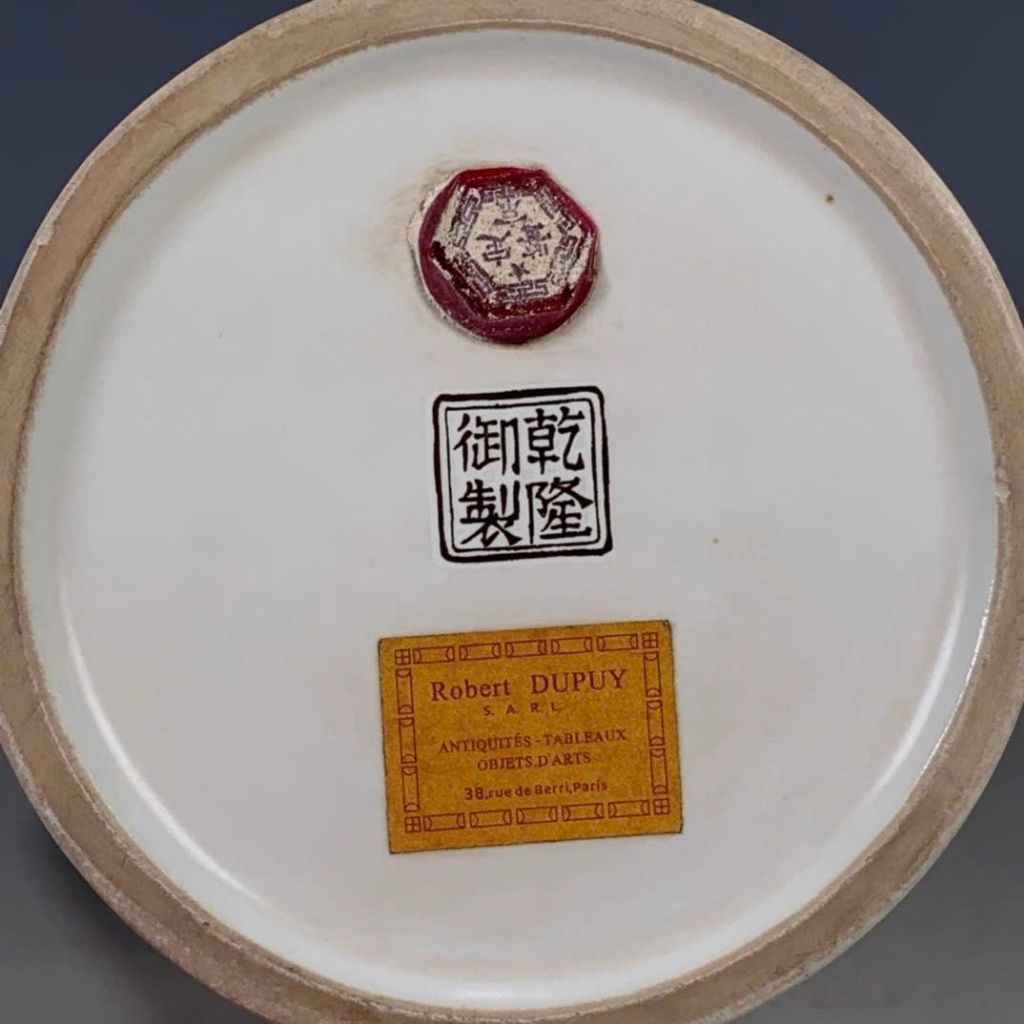 乾隆
御製
Robert DUPUY
S. A. R. L
ANTIQUITÉS - TABLEAUX
OBJETS.D'ARTS
38,rue de Berri,Paris